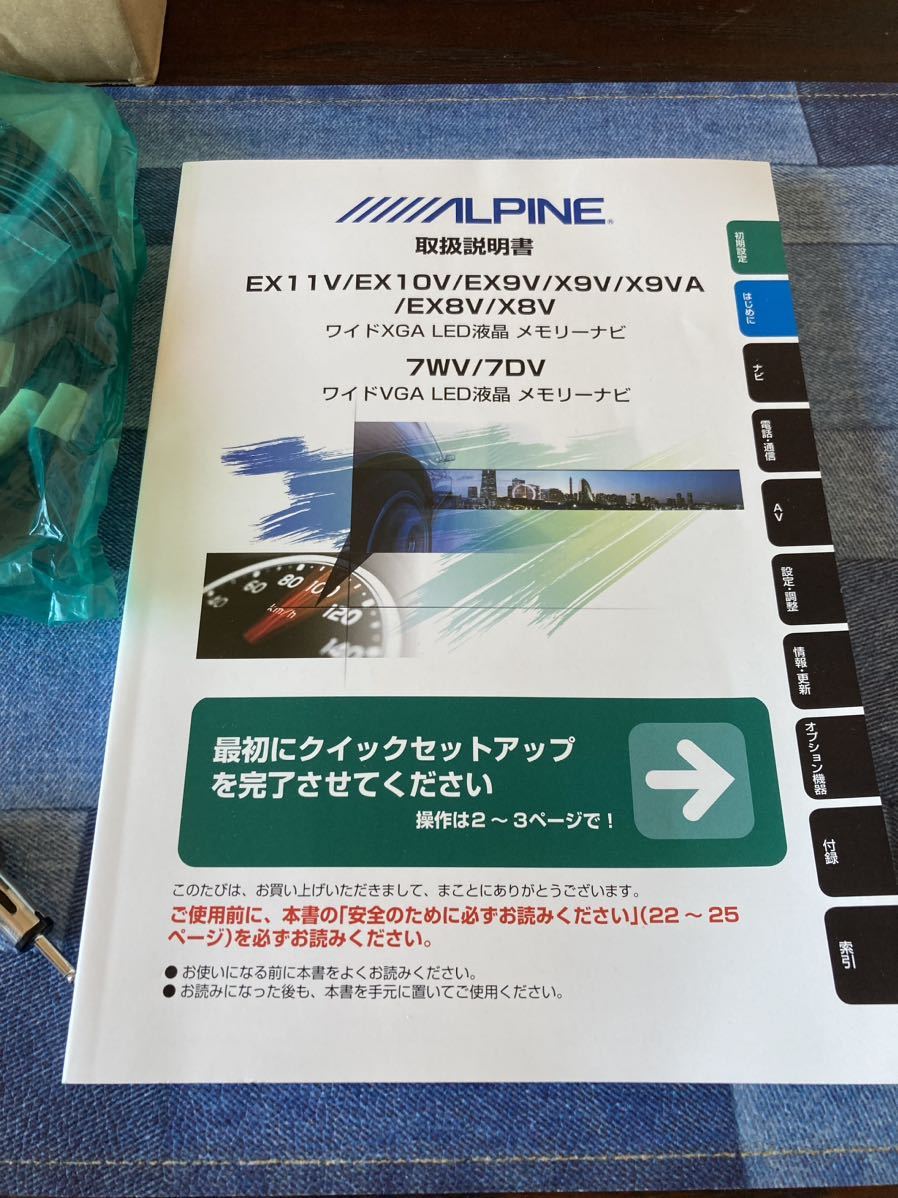 ALPINE®
取扱説明書
EX11V/EX10V/EX9V/X9V/X9VA
/EX8V/X8V
ワイドXGA LED液晶 メモリーナビ
7WV/7DV
ワイドVGA LED液晶 メモリーナビ
40 60 80 100 120 140
km/h
最初にクイックセットアップ
を完了させてください
操作は2 〜 3ページで！
このたびは、お買い上げいただきまして、まことにありがとうございます。
ご使用前に、本書の「安全のために必ずお読みください」(22 〜 25
ページ)を必ずお読みください。
● お使いになる前に本書をよくお読みください。
● お読みになった後も、本書を手元に置いてご使用ください。
初期設定
はじめに
ナビ
電話・通信
AV
設定・調整
情報・更新
オプション機器
付録
索引